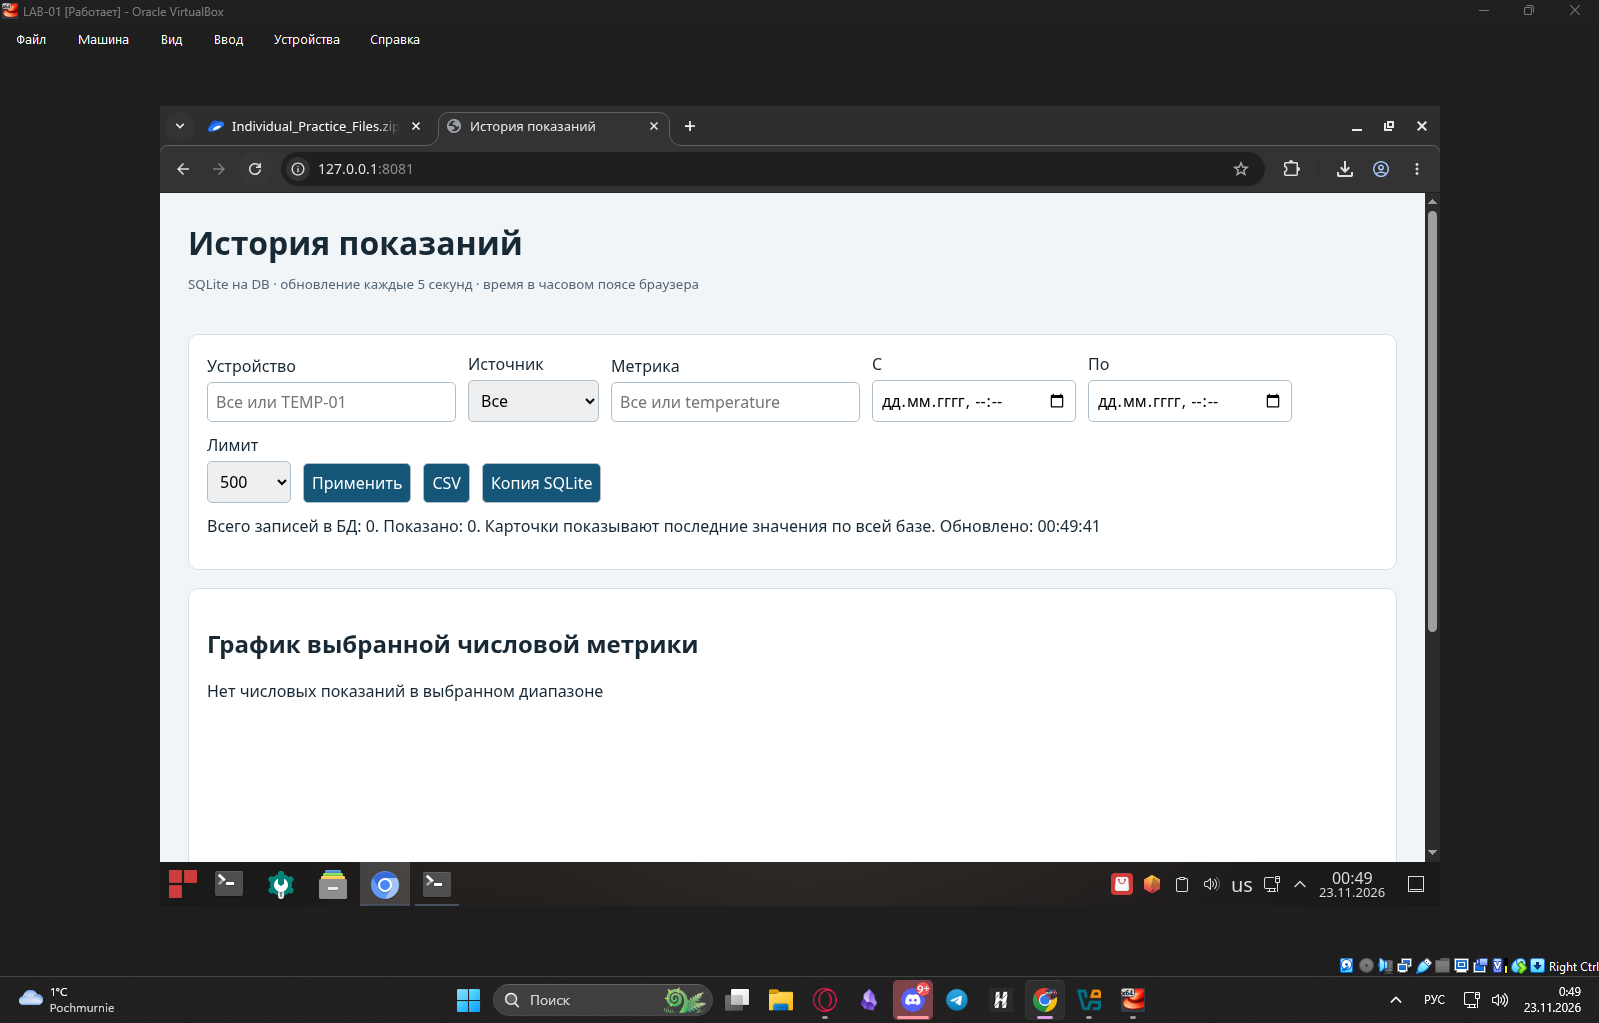 LAB-01 [Работает] - Oracle VirtualBox
Файл Машина Вид Ввод Устройства Справка
Individual_Practice_Files.zip История показаний
127.0.0.1:8081
История показаний
SQLite на DB · обновление каждые 5 секунд · время в часовом поясе браузера
Устройство Источник Метрика С По
Все или TEMP-01 Все Все или temperature дд.мм.гггг, --:-- дд.мм.гггг, --:--
Лимит
500 Применить CSV Копия SQLite
Всего записей в БД: 0. Показано: 0. Карточки показывают последние значения по всей базе. Обновлено: 00:49:41
График выбранной числовой метрики
Нет числовых показаний в выбранном диапазоне
us 00:49
23.11.2026
Right Ctrl
1°C
Pochmurnie
Поиск
9+
x64
РУС
0:49
23.11.2026